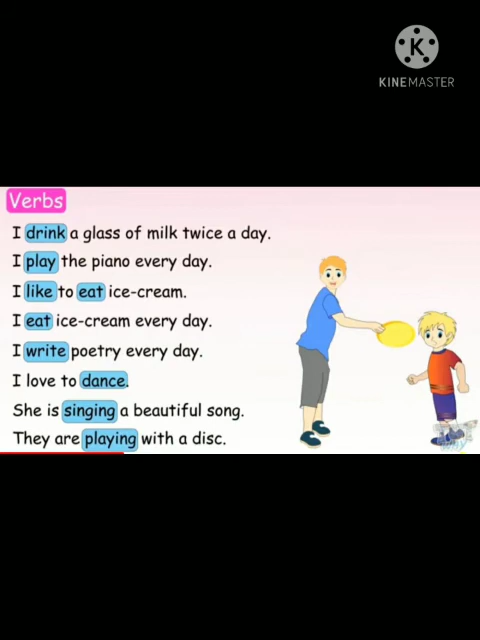 KINEMASTER
Verbs
I drink a glass of milk twice a day.
I play the piano every day.
I like to eat ice-cream.
I eat ice-cream every day.
I write poetry every day.
I love to dance.
She is singing a beautiful song.
They are playing with a disc.